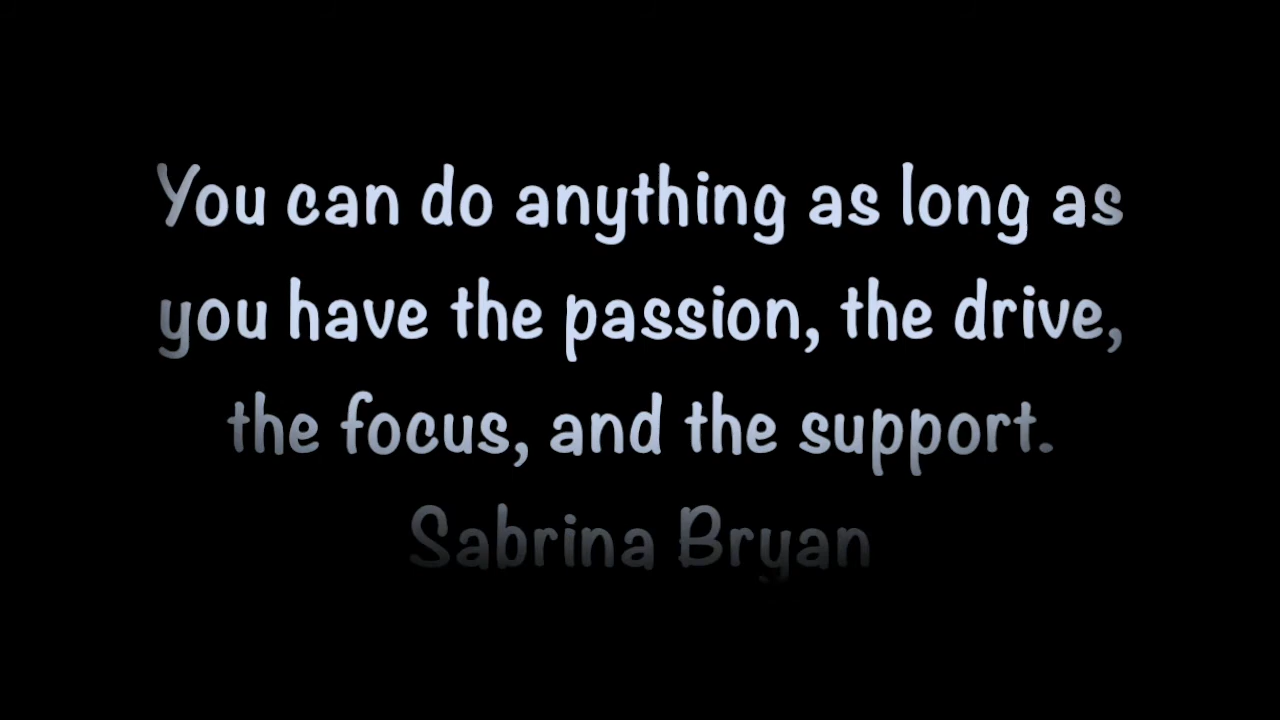 You can do anything as long as
you have the passion, the drive,
the focus, and the support.
Sabrina Bryan